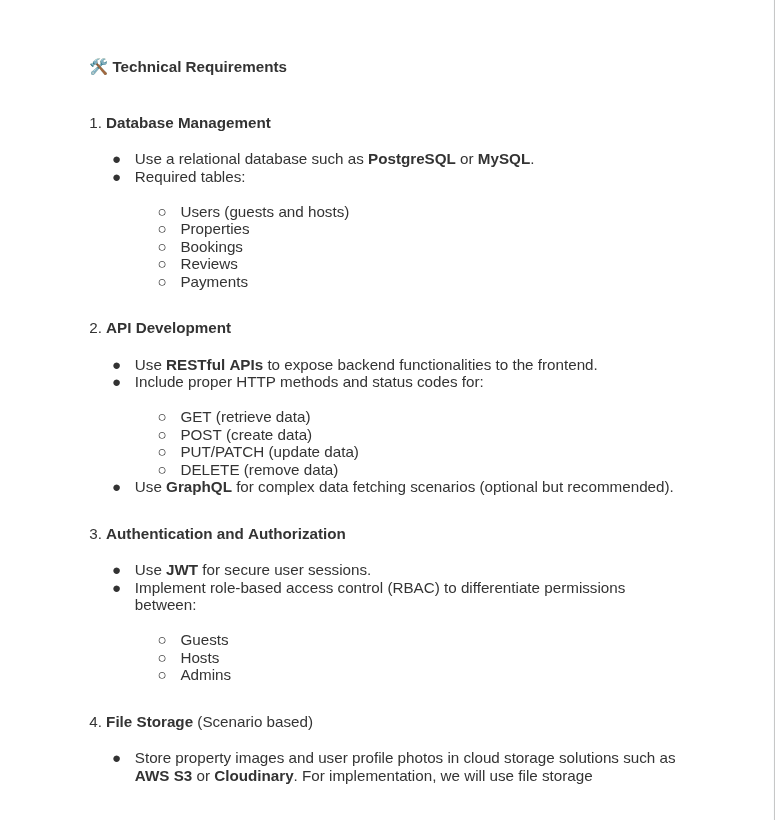 🛠️ Technical Requirements
1. Database Management
● Use a relational database such as PostgreSQL or MySQL.
● Required tables:
○ Users (guests and hosts)
○ Properties
○ Bookings
○ Reviews
○ Payments
2. API Development
● Use RESTful APIs to expose backend functionalities to the frontend.
● Include proper HTTP methods and status codes for:
○ GET (retrieve data)
○ POST (create data)
○ PUT/PATCH (update data)
○ DELETE (remove data)
● Use GraphQL for complex data fetching scenarios (optional but recommended).
3. Authentication and Authorization
● Use JWT for secure user sessions.
● Implement role-based access control (RBAC) to differentiate permissions
between:
○ Guests
○ Hosts
○ Admins
4. File Storage (Scenario based)
● Store property images and user profile photos in cloud storage solutions such as
AWS S3 or Cloudinary. For implementation, we will use file storage